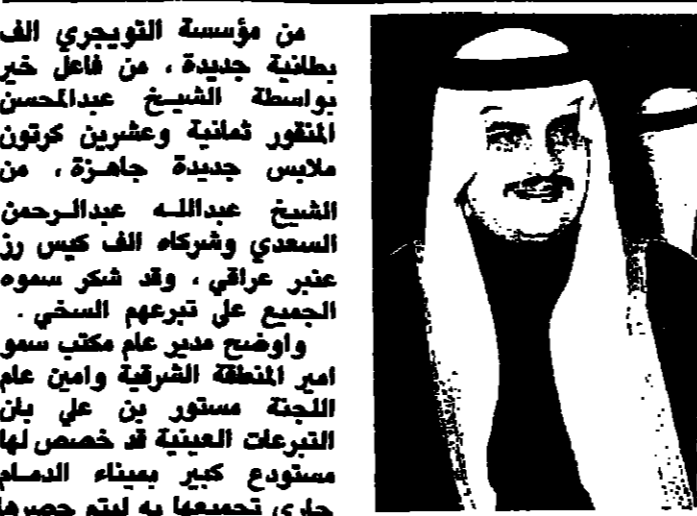 من مؤسسة التويجري الف
بطانية جديدة ، من فاعل خير
بواسطة الشيخ عبدالمحسن
المنقور ثمانية وعشرين كرتون
ملابس جديدة جاهزة ، من
الشيخ عبدالله عبدالرحمن
السعدي وشركاه الف كيس رز
عنبر عراقي ، وقد شكر سموه
الجميع على تبرعهم السخي .
واوضح مدير عام مكتب سمو
امير المنطقة الشرقية وامين عام
اللجنة مستور بن علي بان
التبرعات العينية قد خصص لها
مستودع كبير بميناء الدمام
جاري تجميعها به ليتم حصرها